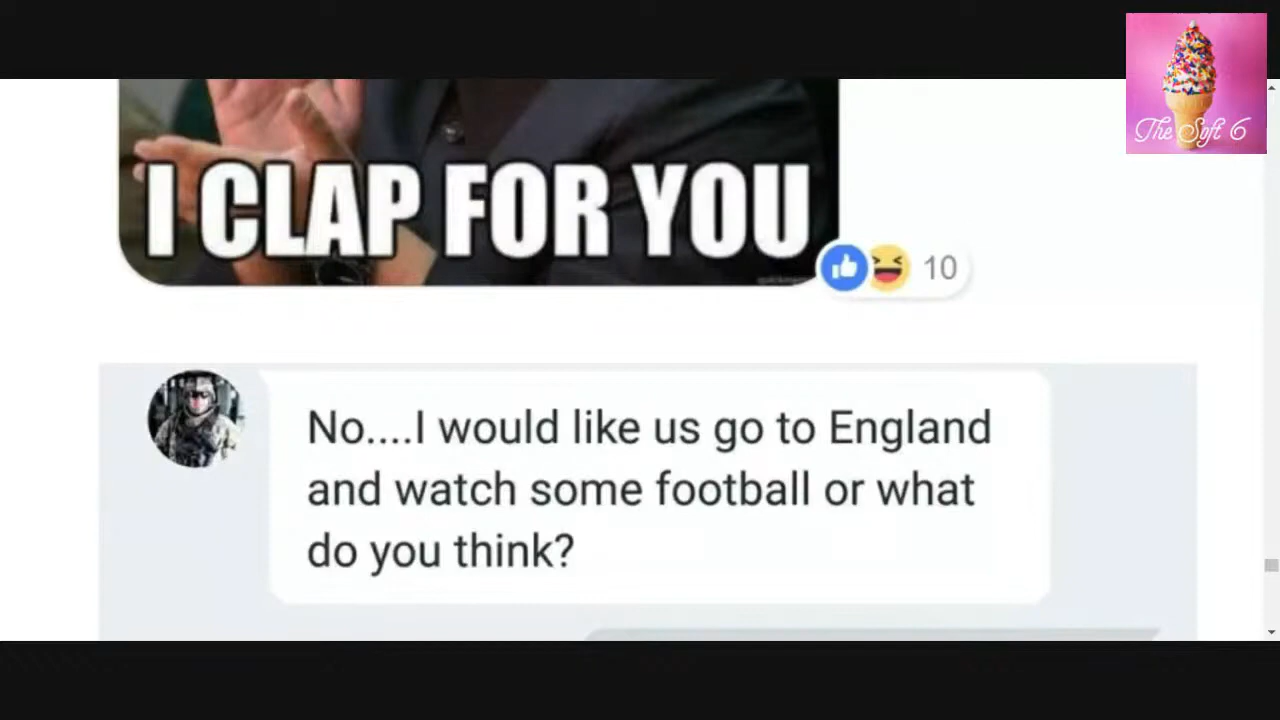 The Soft 6
I CLAP FOR YOU
10
No....I would like us go to England
and watch some football or what
do you think?